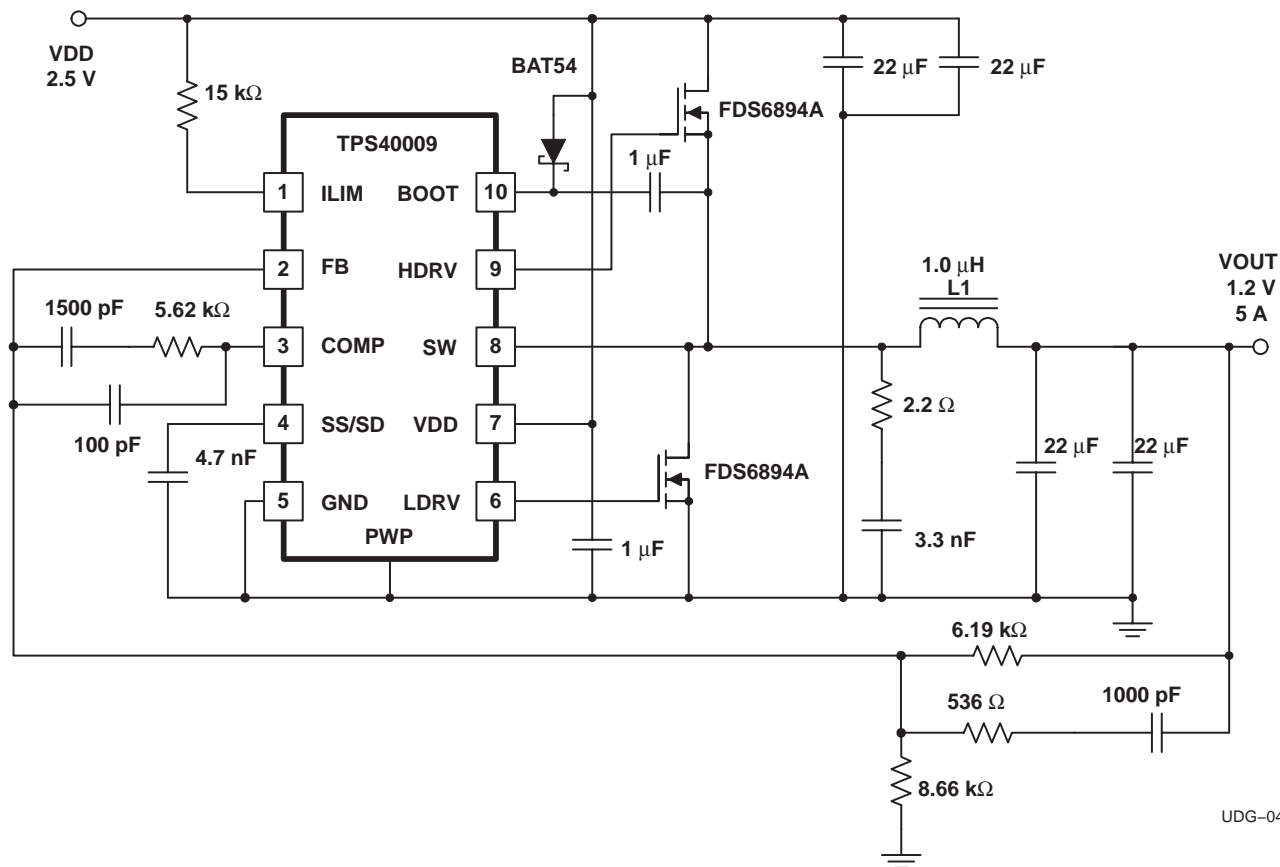 VDD
2.5 V
15 kΩ
BAT54
22 μF
22 μF
FDS6894A
TPS40009
1 μF
1 ILIM BOOT 10
2 FB HDRV 9
1.0 μH
L1
VOUT
1.2 V
5 A
1500 pF
5.62 kΩ
3 COMP SW 8
100 pF
4 SS/SD VDD 7
4.7 nF
2.2 Ω
FDS6894A
22 μF
22 μF
5 GND LDRV 6
PWP
1 μF
3.3 nF
6.19 kΩ
536 Ω
1000 pF
8.66 kΩ
UDG–04